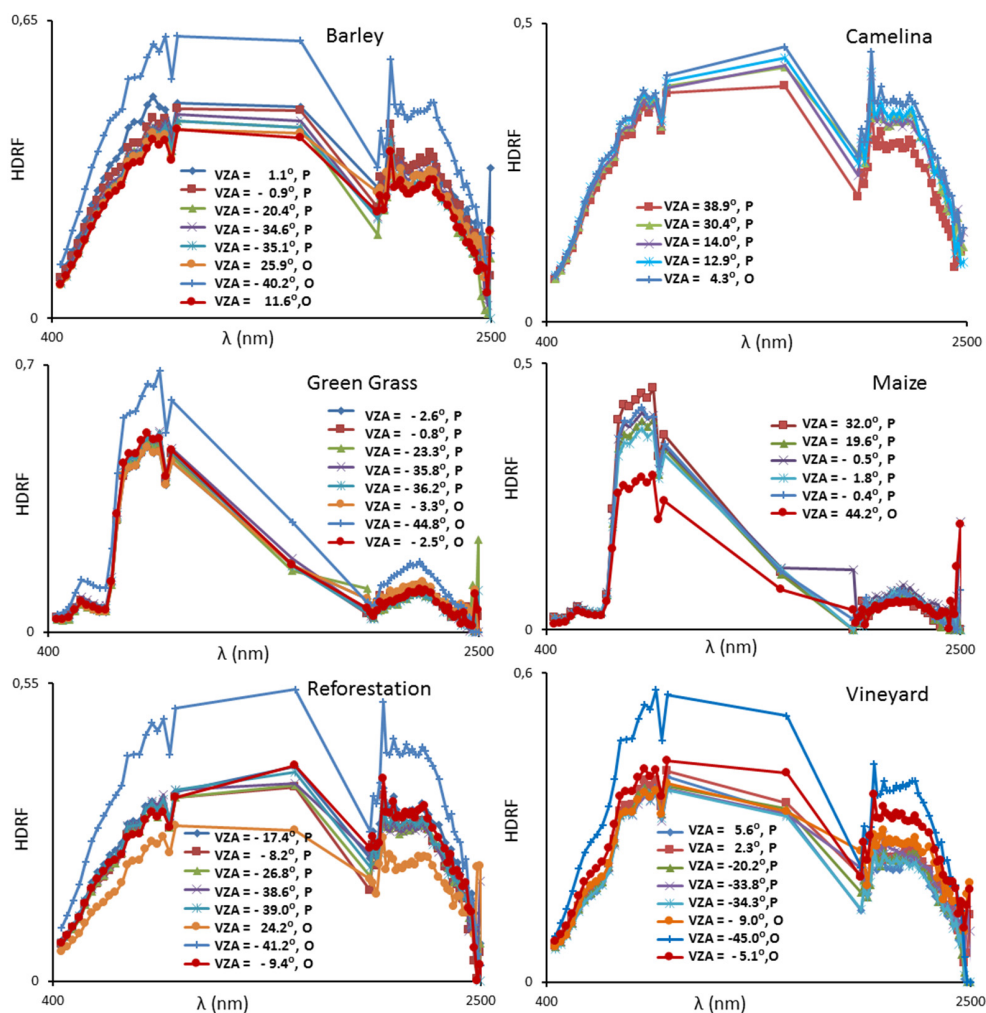 0,65
Barley
HDRF
VZA = 1.1°, P
VZA = - 0.9°, P
VZA = - 20.4°, P
VZA = - 34.6°, P
VZA = - 35.1°, P
VZA = 25.9°, O
VZA = - 40.2°, O
VZA = 11.6°,O
0
400
λ (nm)
2500
0,5
Camelina
HDRF
VZA = 38.9°, P
VZA = 30.4°, P
VZA = 14.0°, P
VZA = 12.9°, P
VZA = 4.3°, O
0
400
λ (nm)
2500
0,7
Green Grass
HDRF
VZA = - 2.6°, P
VZA = - 0.8°, P
VZA = - 23.3°, P
VZA = - 35.8°, P
VZA = - 36.2°, P
VZA = - 3.3°, O
VZA = - 44.8°, O
VZA = - 2.5°, O
0
400
λ (nm)
2500
0,5
Maize
HDRF
VZA = 32.0°, P
VZA = 19.6°, P
VZA = - 0.5°, P
VZA = - 1.8°, P
VZA = - 0.4°, P
VZA = 44.2°, O
0
400
λ (nm)
2500
0,55
Reforestation
HDRF
VZA = - 17.4°, P
VZA = - 8.2°, P
VZA = - 26.8°, P
VZA = - 38.6°, P
VZA = - 39.0°, P
VZA = 24.2°, O
VZA = - 41.2°, O
VZA = - 9.4°, O
0
400
λ (nm)
2500
0,6
Vineyard
HDRF
VZA = 5.6°, P
VZA = 2.3°, P
VZA = -20.2°, P
VZA = -33.8°, P
VZA = -34.3°, P
VZA = - 9.0°, O
VZA = -45.0°,O
VZA = - 5.1°,O
0
400
λ (nm)
2500